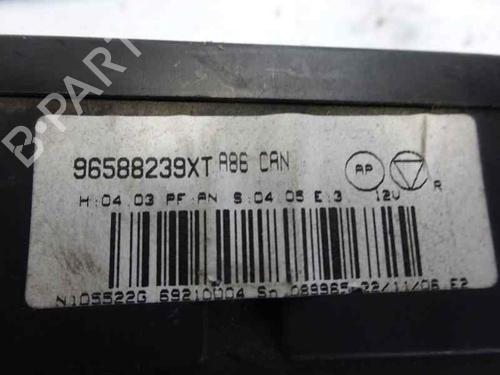 96588239XT A86 CAN
AP
R
H:04.03 PF:AN S:04.05 E:3 12V
N105522G 69210004 Sn 089965 22/11/06 E2
B-PARTS